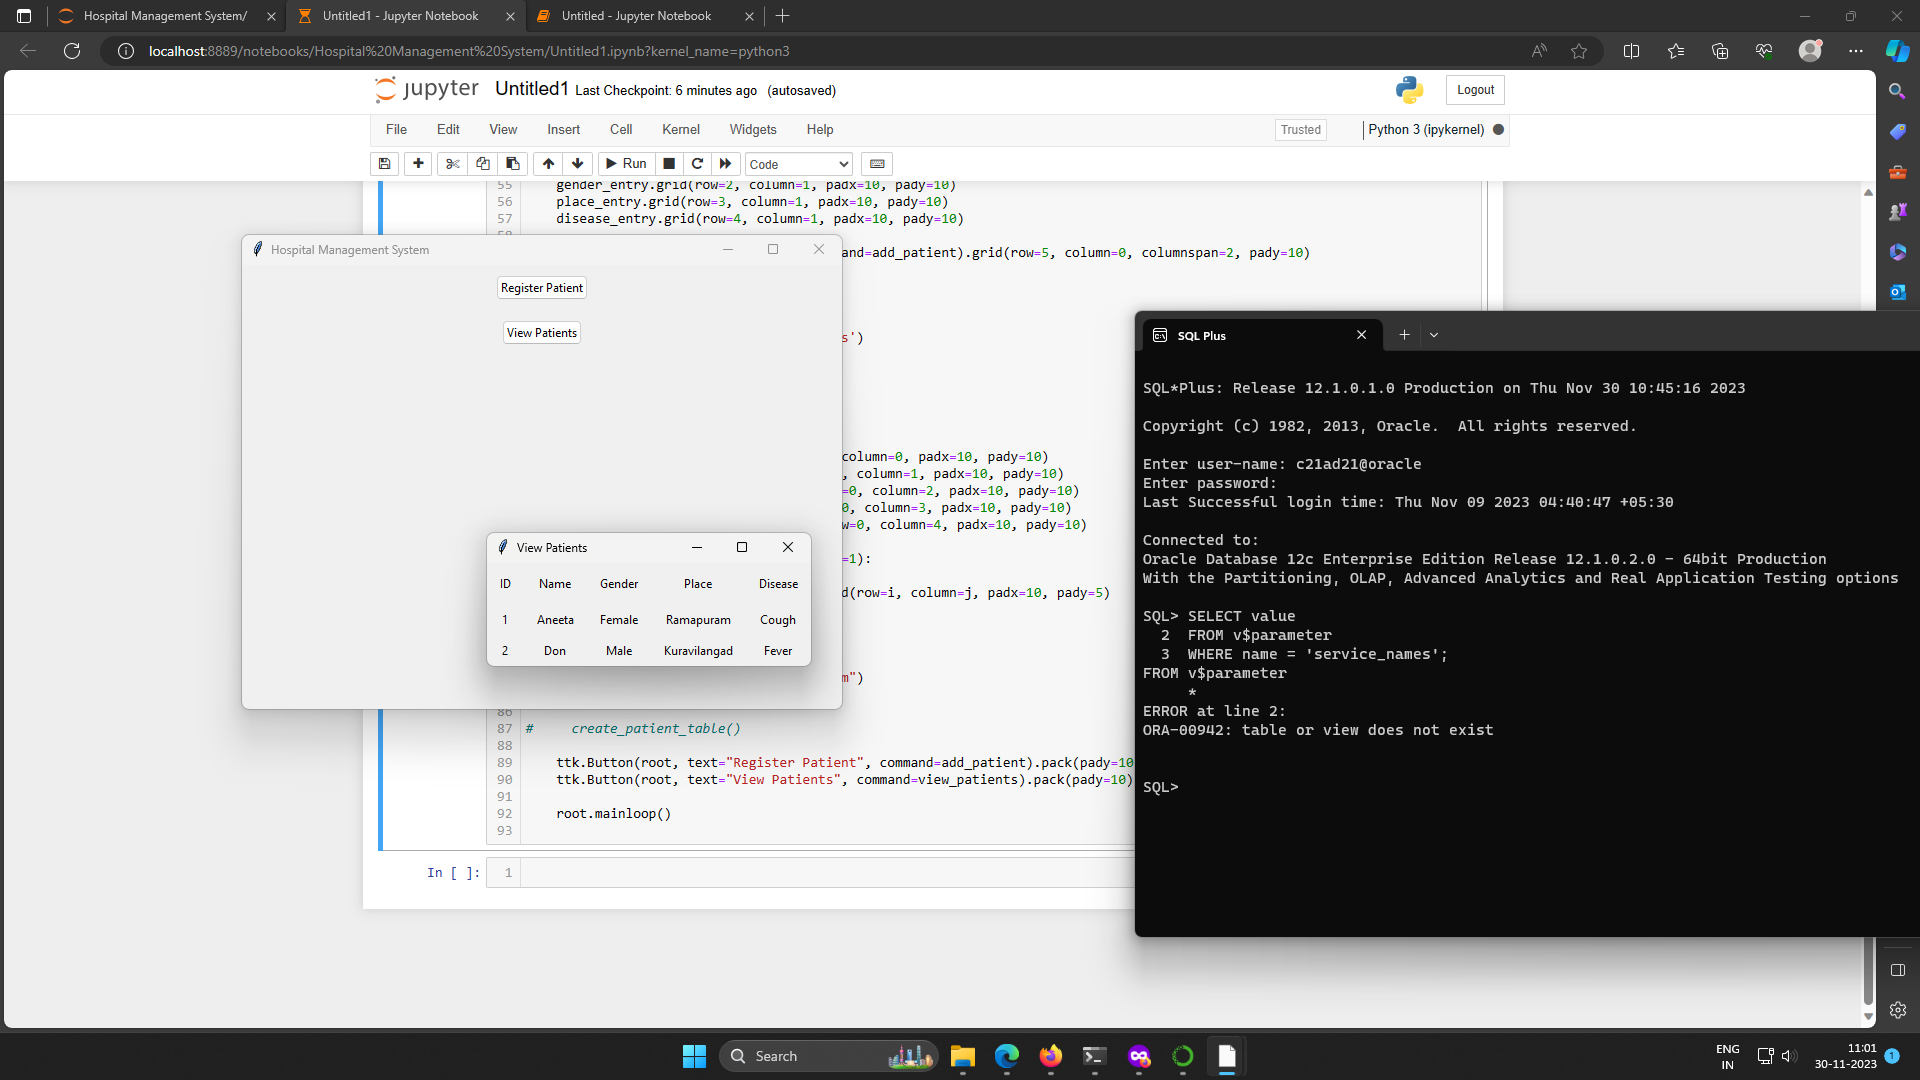 Hospital Management System/
Untitled1 - Jupyter Notebook
Untitled - Jupyter Notebook
localhost:8889/notebooks/Hospital%20Management%20System/Untitled1.ipynb?kernel_name=python3
jupyter Untitled1 Last Checkpoint: 6 minutes ago (autosaved)
Logout
File Edit View Insert Cell Kernel Widgets Help
Trusted
Python 3 (ipykernel)
Run
Code
55 gender_entry.grid(row=2, column=1, padx=10, pady=10)
56 place_entry.grid(row=3, column=1, padx=10, pady=10)
57 disease_entry.grid(row=4, column=1, padx=10, pady=10)
and=add_patient).grid(row=5, column=0, columnspan=2, pady=10)
s')
column=0, padx=10, pady=10)
, column=1, padx=10, pady=10)
=0, column=2, padx=10, pady=10)
0, column=3, padx=10, pady=10)
w=0, column=4, padx=10, pady=10)
=1):
d(row=i, column=j, padx=10, pady=5)
m")
86
87 # create_patient_table()
88
89 ttk.Button(root, text="Register Patient", command=add_patient).pack(pady=10
90 ttk.Button(root, text="View Patients", command=view_patients).pack(pady=10)
91
92 root.mainloop()
93
In [ ]: 1
Hospital Management System
Register Patient
View Patients
View Patients
ID Name Gender Place Disease
1 Aneeta Female Ramapuram Cough
2 Don Male Kuravilangad Fever
SQL Plus
SQL*Plus: Release 12.1.0.1.0 Production on Thu Nov 30 10:45:16 2023
Copyright (c) 1982, 2013, Oracle.  All rights reserved.
Enter user-name: c21ad21@oracle
Enter password:
Last Successful login time: Thu Nov 09 2023 04:40:47 +05:30
Connected to:
Oracle Database 12c Enterprise Edition Release 12.1.0.2.0 - 64bit Production
With the Partitioning, OLAP, Advanced Analytics and Real Application Testing options
SQL> SELECT value
2 FROM v$parameter
3 WHERE name = 'service_names';
FROM v$parameter
*
ERROR at line 2:
ORA-00942: table or view does not exist
SQL>
Search
ENG
IN
11:01
30-11-2023
1